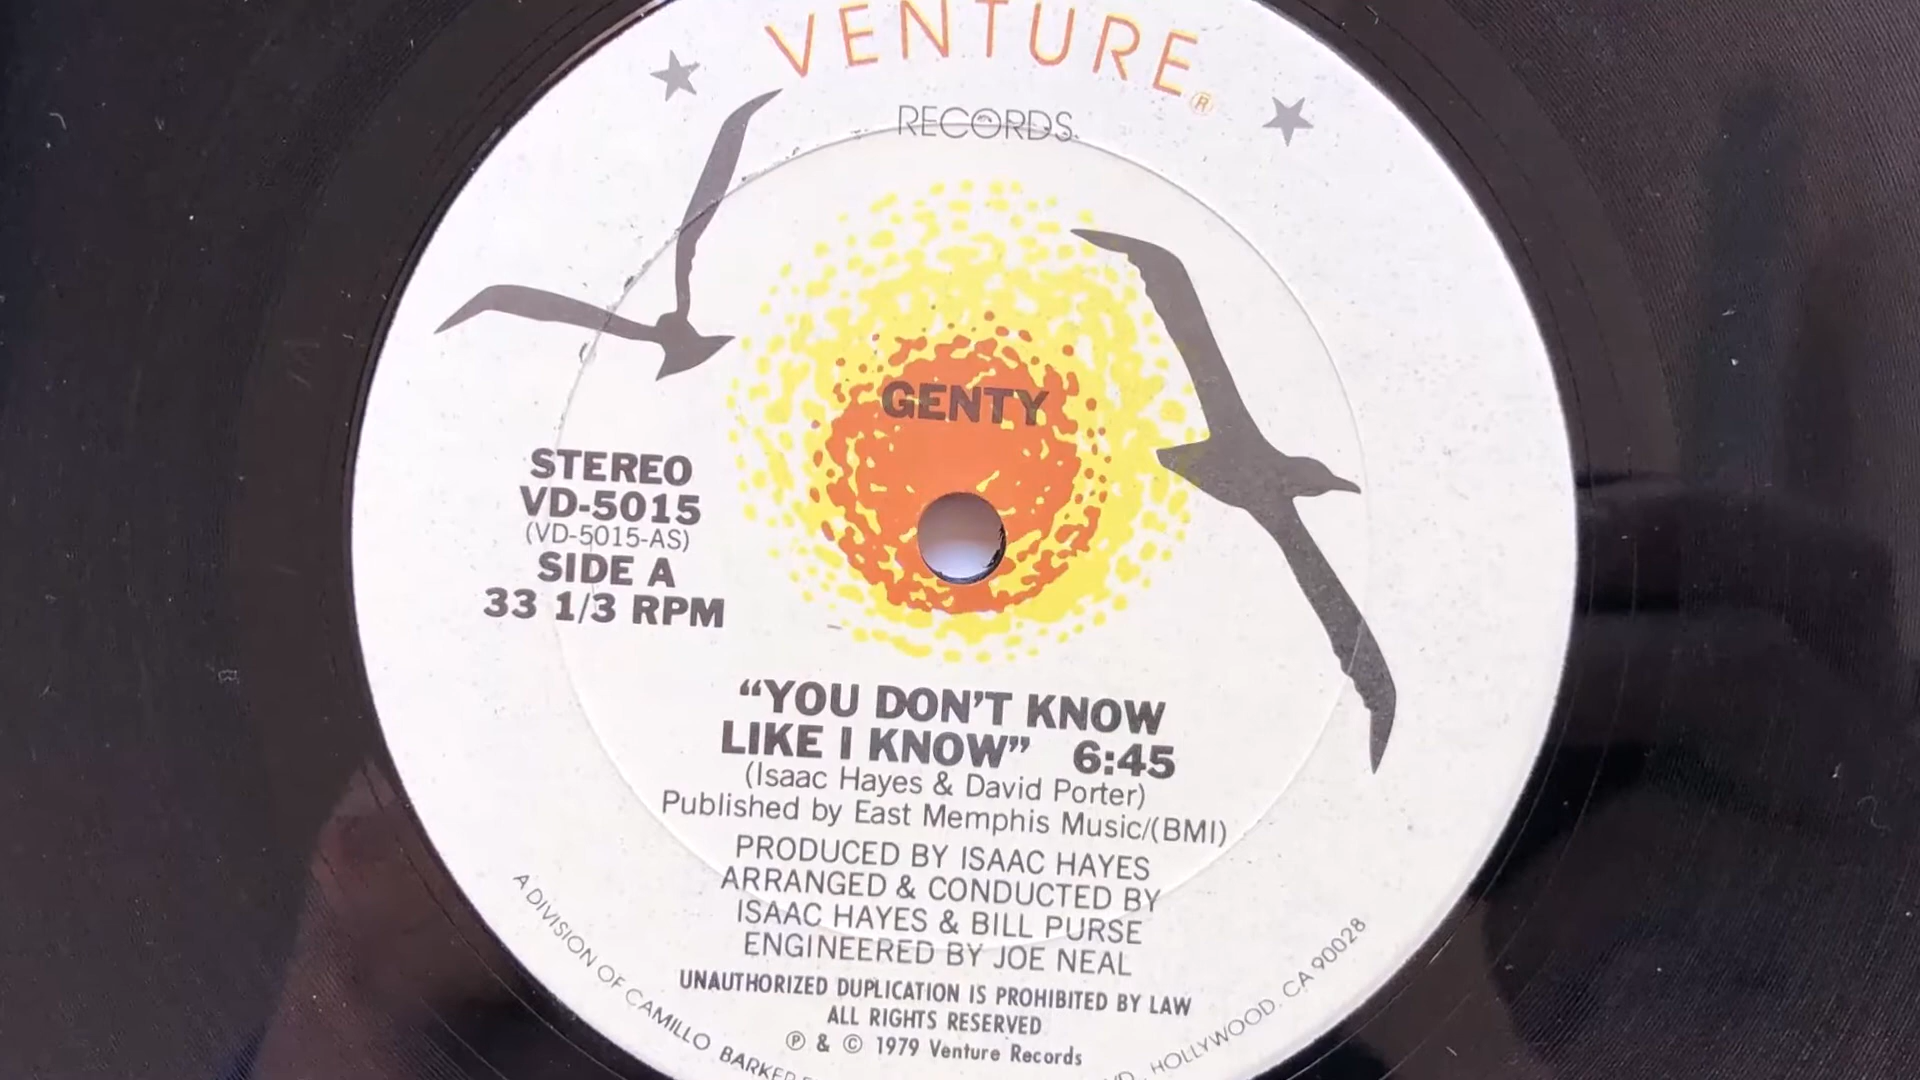 VENTURE®
RECORDS
GENTY
STEREO
VD-5015
(VD-5015-AS)
SIDE A
33 1/3 RPM
“YOU DON’T KNOW
LIKE I KNOW” 6:45
(Isaac Hayes & David Porter)
Published by East Memphis Music/(BMI)
PRODUCED BY ISAAC HAYES
ARRANGED & CONDUCTED BY
ISAAC HAYES & BILL PURSE
ENGINEERED BY JOE NEAL
UNAUTHORIZED DUPLICATION IS PROHIBITED BY LAW
ALL RIGHTS RESERVED
℗ & © 1979 Venture Records
A DIVISION OF CAMILLO HOLLYWOOD, CA 90028